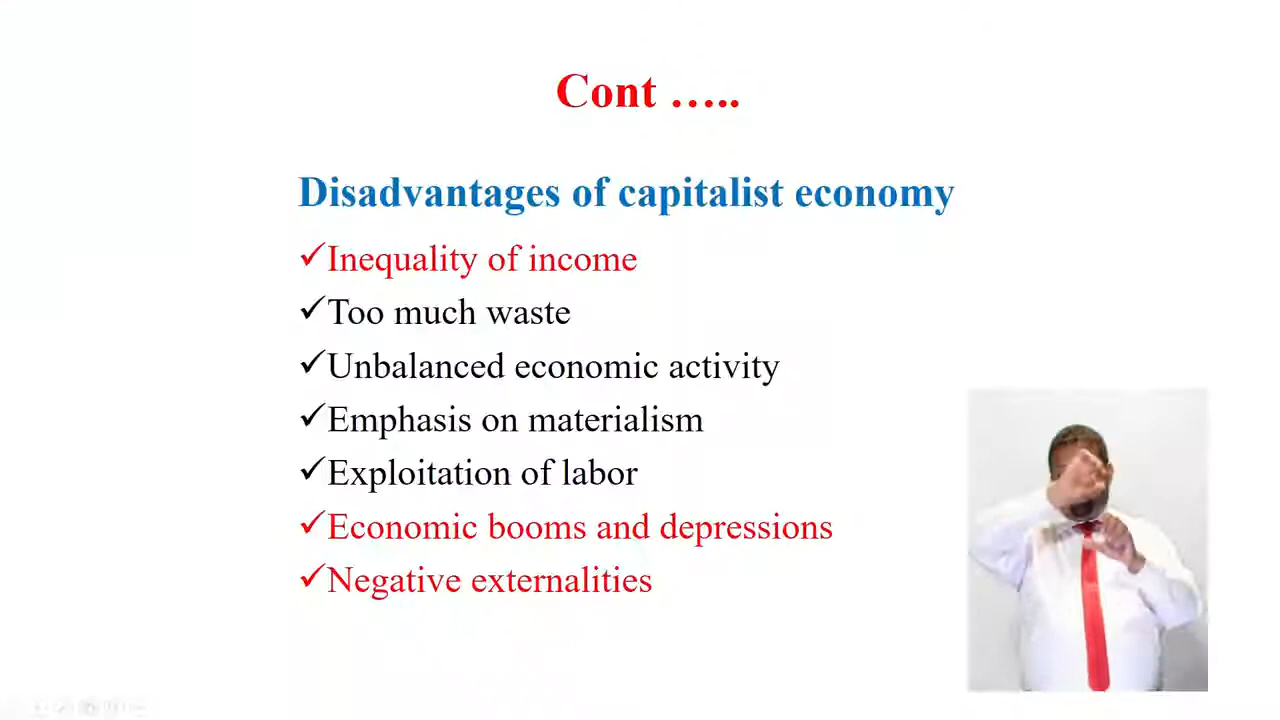 Cont …..
Disadvantages of capitalist economy
✓Inequality of income
✓Too much waste
✓Unbalanced economic activity
✓Emphasis on materialism
✓Exploitation of labor
✓Economic booms and depressions
✓Negative externalities